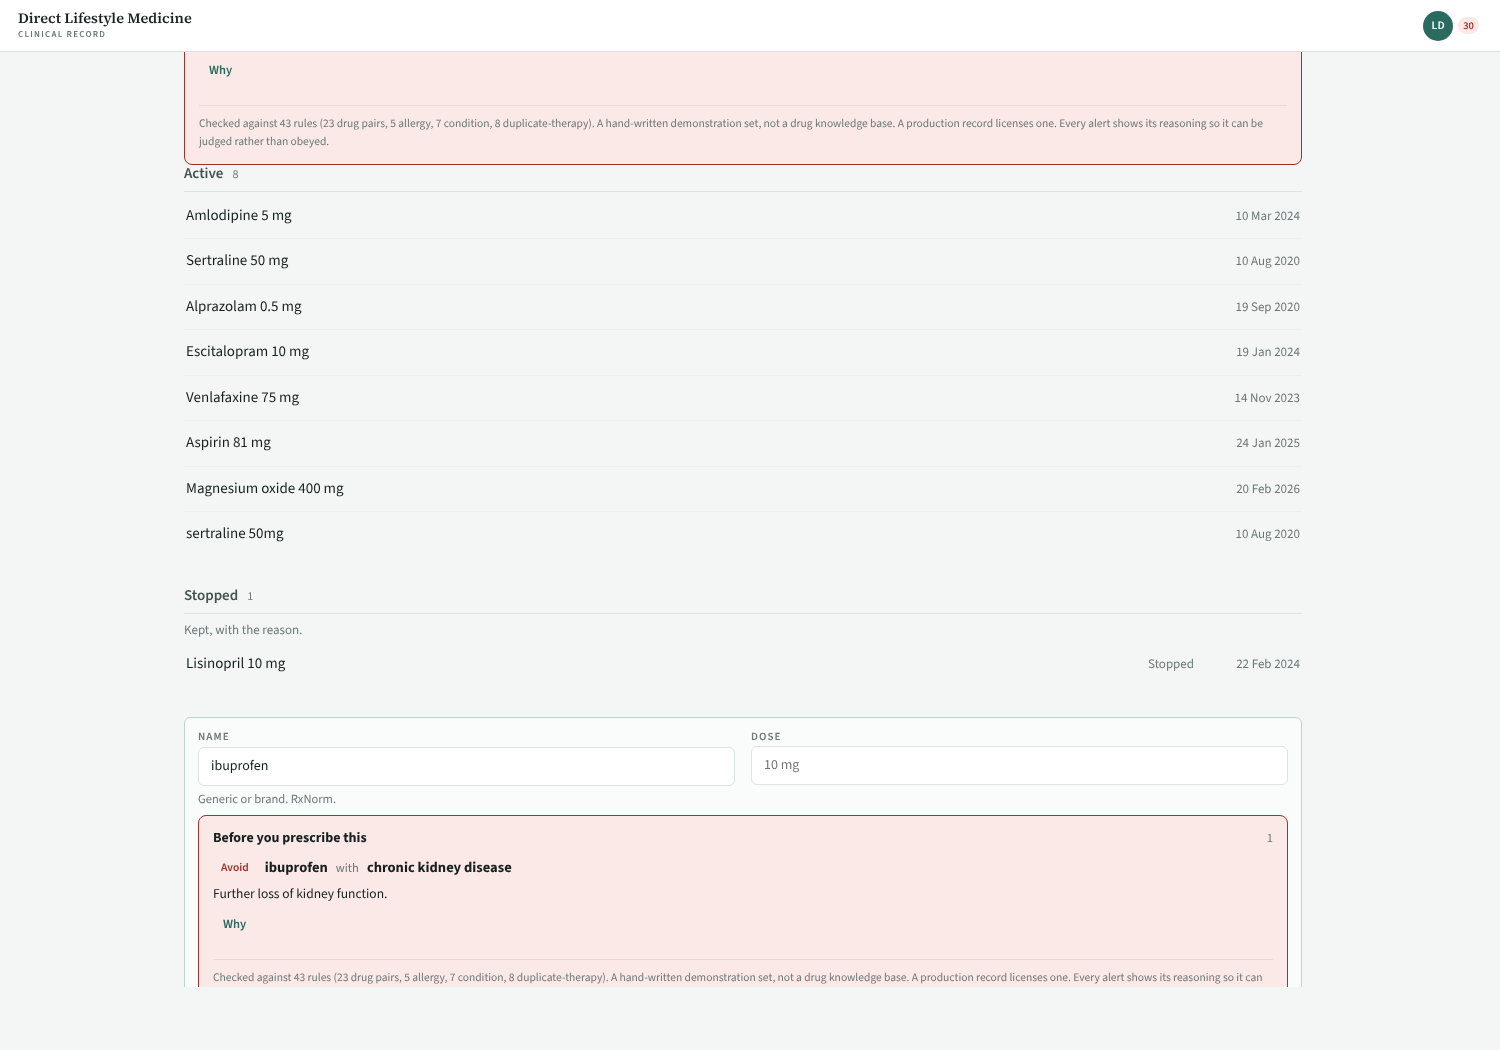 Direct Lifestyle Medicine
CLINICAL RECORD
LD
30
Why
Checked against 43 rules (23 drug pairs, 5 allergy, 7 condition, 8 duplicate-therapy). A hand-written demonstration set, not a drug knowledge base. A production record licenses one. Every alert shows its reasoning so it can be
judged rather than obeyed.
Active 8
Amlodipine 5 mg 10 Mar 2024
Sertraline 50 mg 10 Aug 2020
Alprazolam 0.5 mg 19 Sep 2020
Escitalopram 10 mg 19 Jan 2024
Venlafaxine 75 mg 14 Nov 2023
Aspirin 81 mg 24 Jan 2025
Magnesium oxide 400 mg 20 Feb 2026
sertraline 50mg 10 Aug 2020
Stopped 1
Kept, with the reason.
Lisinopril 10 mg Stopped 22 Feb 2024
NAME DOSE
ibuprofen 10 mg
Generic or brand. RxNorm.
Before you prescribe this 1
Avoid ibuprofen with chronic kidney disease
Further loss of kidney function.
Why
Checked against 43 rules (23 drug pairs, 5 allergy, 7 condition, 8 duplicate-therapy). A hand-written demonstration set, not a drug knowledge base. A production record licenses one. Every alert shows its reasoning so it can